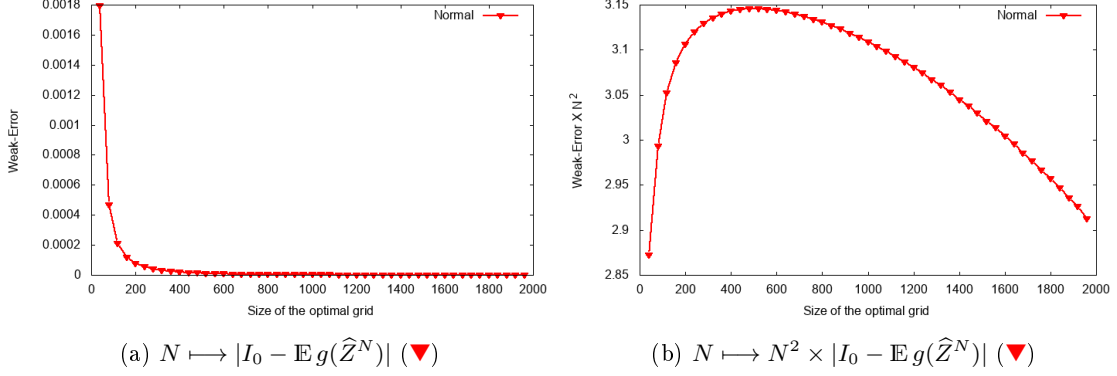 0.0018
0.0016
0.0014
0.0012
0.001
0.0008
0.0006
0.0004
0.0002
0
Weak-Error
Normal
0 200 400 600 800 1000 1200 1400 1600 1800 2000
Size of the optimal grid
(a) N ⟼ |I₀ − 𝔼 g(Ẑᴺ)| (▼)
3.15
3.1
3.05
3
2.95
2.9
2.85
Weak-Error X N²
Normal
0 200 400 600 800 1000 1200 1400 1600 1800 2000
Size of the optimal grid
(b) N ⟼ N² × |I₀ − 𝔼 g(Ẑᴺ)| (▼)